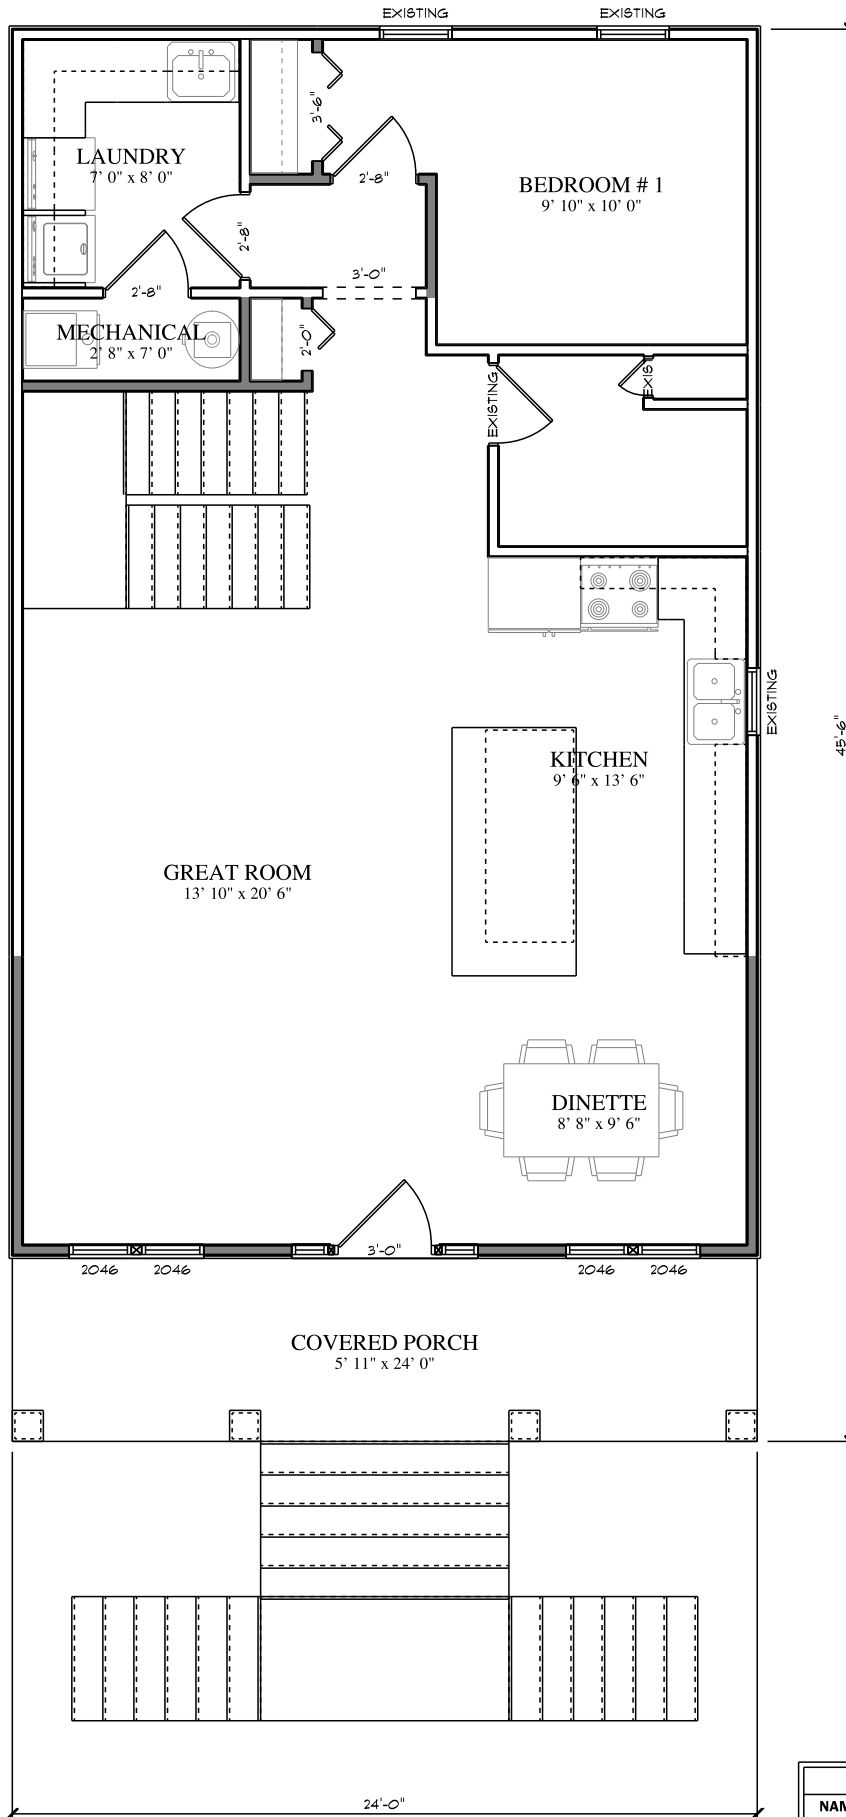 EXISTING
EXISTING
3'-6"
LAUNDRY
7' 0" x 8' 0"
2'-8"
BEDROOM # 1
9' 10" x 10' 0"
2'-8"
3'-0"
2'-8"
MECHANICAL
2' 8" x 7' 0"
2'-0"
EXISTING
EXIS
EXISTING
45'-6"
KITCHEN
9' 6" x 13' 6"
GREAT ROOM
13' 10" x 20' 6"
DINETTE
8' 8" x 9' 6"
3'-0"
2046
2046
2046
2046
COVERED PORCH
5' 11" x 24' 0"
24'-0"
NAM